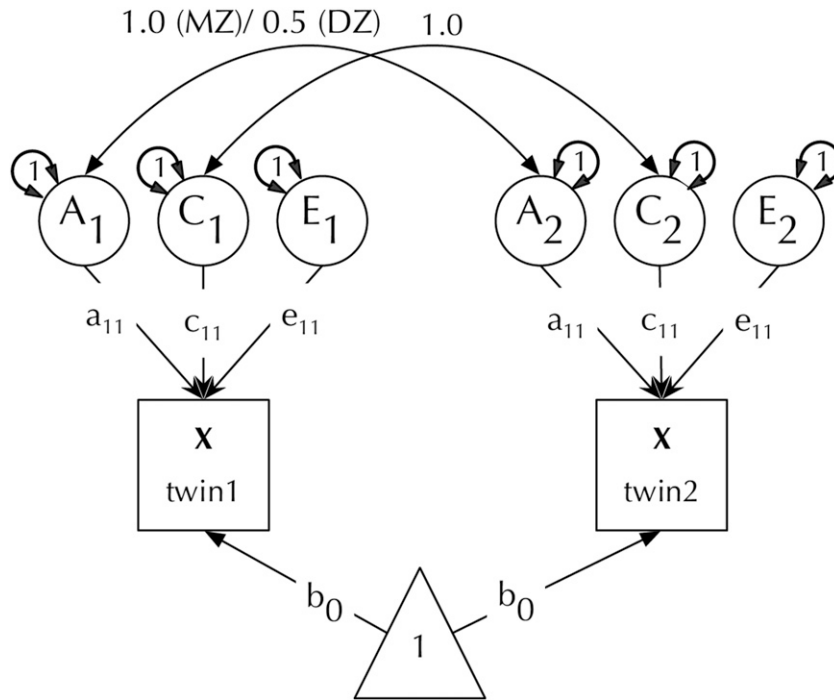 1.0 (MZ)/ 0.5 (DZ) 1.0
1 1 1 1 1 1
A1 C1 E1 A2 C2 E2
a11 c11 e11 a11 c11 e11
X X
twin1 twin2
b0 b0
1